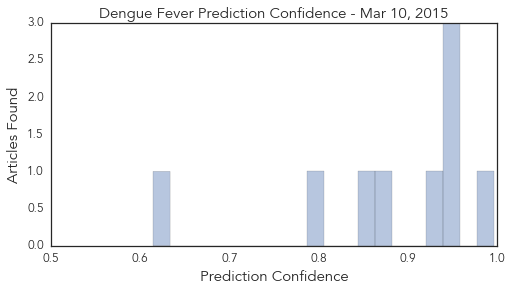 Dengue Fever Prediction Confidence - Mar 10, 2015
3.0
2.5
2.0
1.5
1.0
0.5
0.0
Articles Found
0.5 0.6 0.7 0.8 0.9 1.0
Prediction Confidence